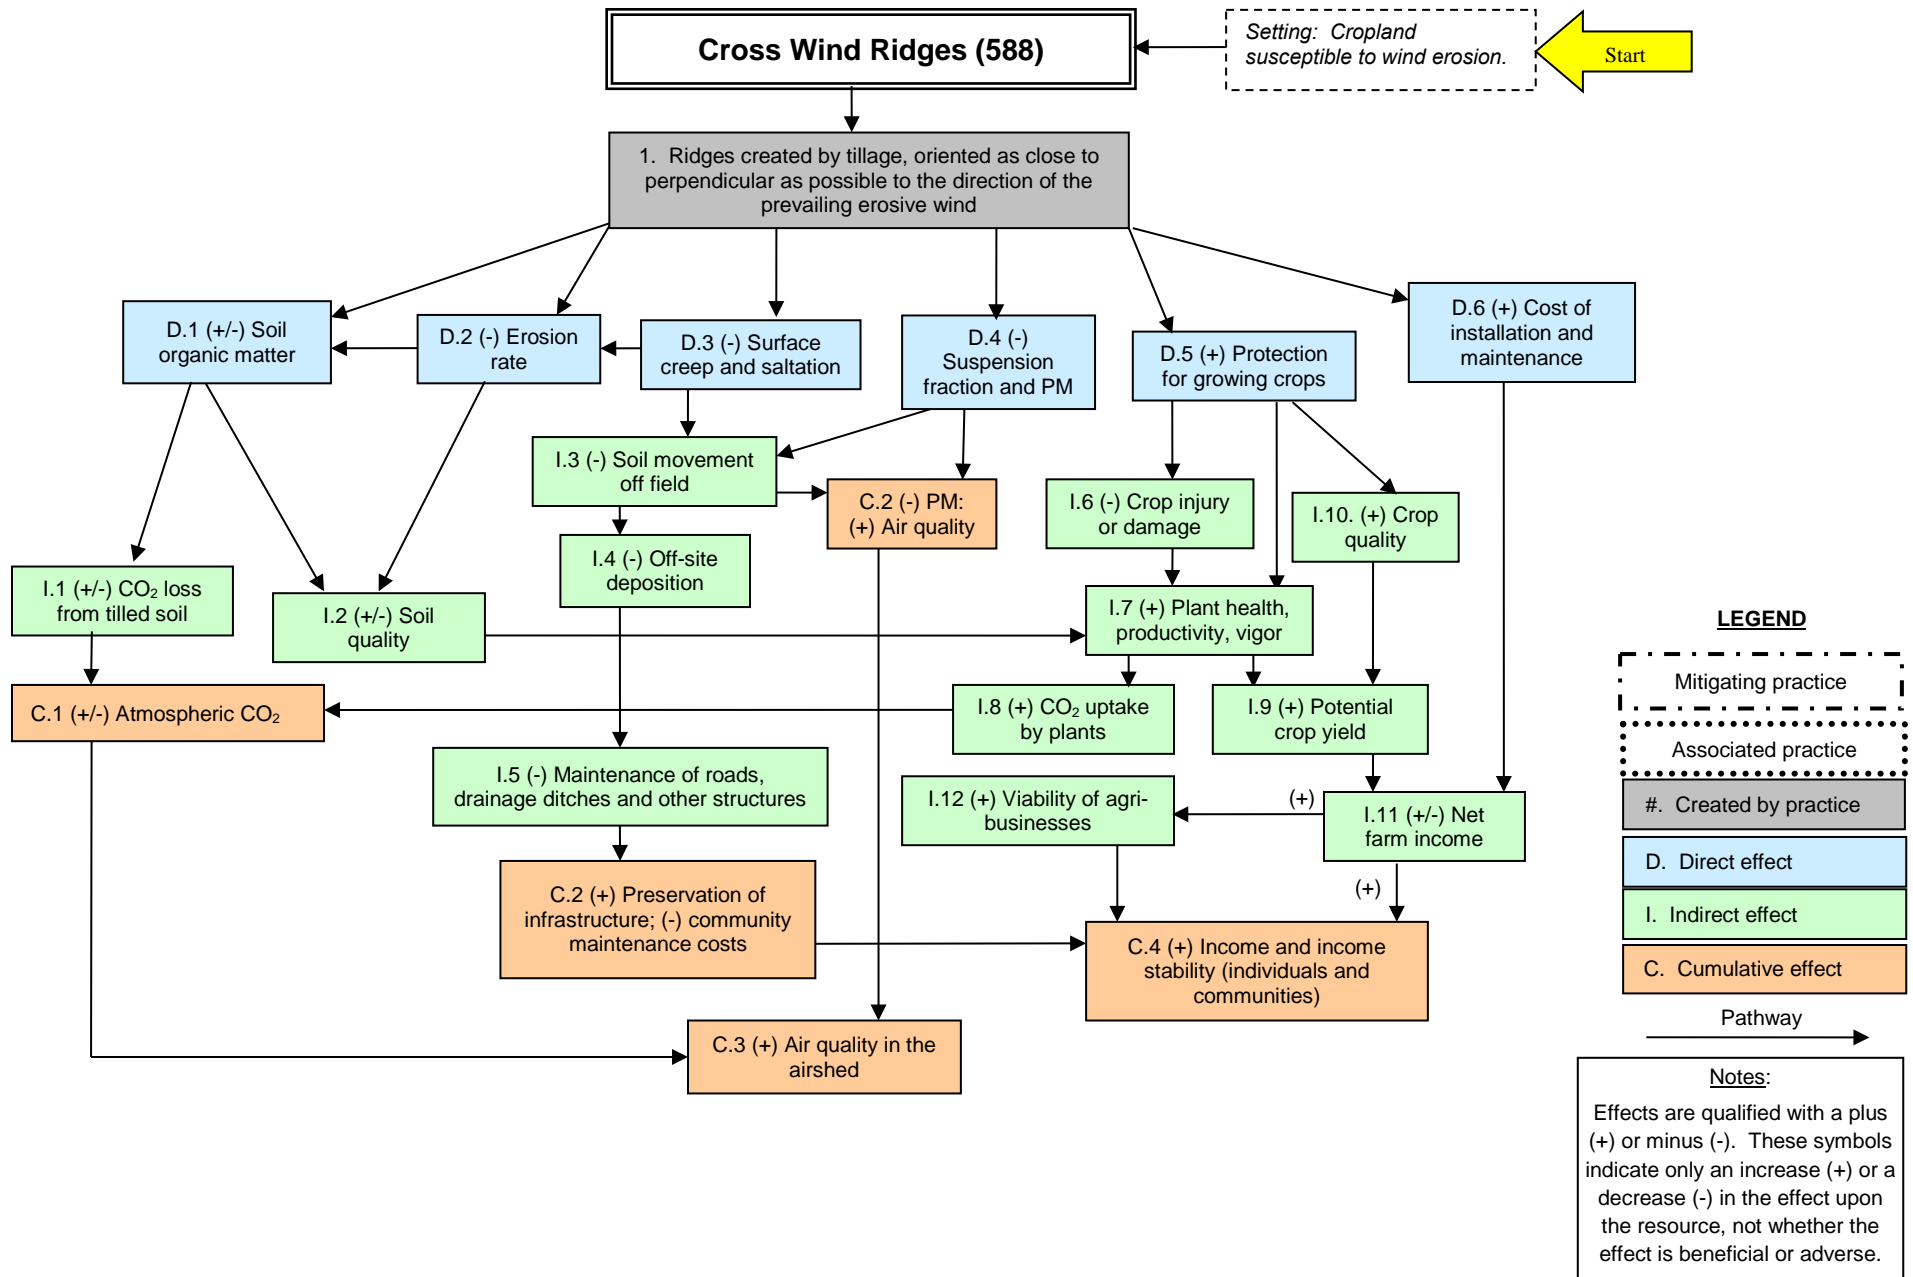 Cross Wind Ridges (588)
Setting:  Cropland
susceptible to wind erosion.
Start
1.  Ridges created by tillage, oriented as close to
perpendicular as possible to the direction of the
prevailing erosive wind
D.1 (+/-) Soil
organic matter
D.2 (-) Erosion
rate
D.3 (-) Surface
creep and saltation
D.4 (-)
Suspension
fraction and PM
D.5 (+) Protection
for growing crops
D.6 (+) Cost of
installation and
maintenance
I.3 (-) Soil movement
off field
C.2 (-) PM:
(+) Air quality
I.6 (-) Crop injury
or damage
I.10. (+) Crop
quality
I.4 (-) Off-site
deposition
I.1 (+/-) CO₂ loss
from tilled soil
I.2 (+/-) Soil
quality
I.7 (+) Plant health,
productivity, vigor
C.1 (+/-) Atmospheric CO₂
I.8 (+) CO₂ uptake
by plants
I.9 (+) Potential
crop yield
I.5 (-) Maintenance of roads,
drainage ditches and other structures
I.12 (+) Viability of agri-
businesses
(+)
I.11 (+/-) Net
farm income
(+)
C.2 (+) Preservation of
infrastructure; (-) community
maintenance costs
C.4 (+) Income and income
stability (individuals and
communities)
C.3 (+) Air quality in the
airshed
LEGEND
Mitigating practice
Associated practice
#.  Created by practice
D.  Direct effect
I.  Indirect effect
C.  Cumulative effect
Pathway
Notes:
Effects are qualified with a plus
(+) or minus (-).  These symbols
indicate only an increase (+) or a
decrease (-) in the effect upon
the resource, not whether the
effect is beneficial or adverse.